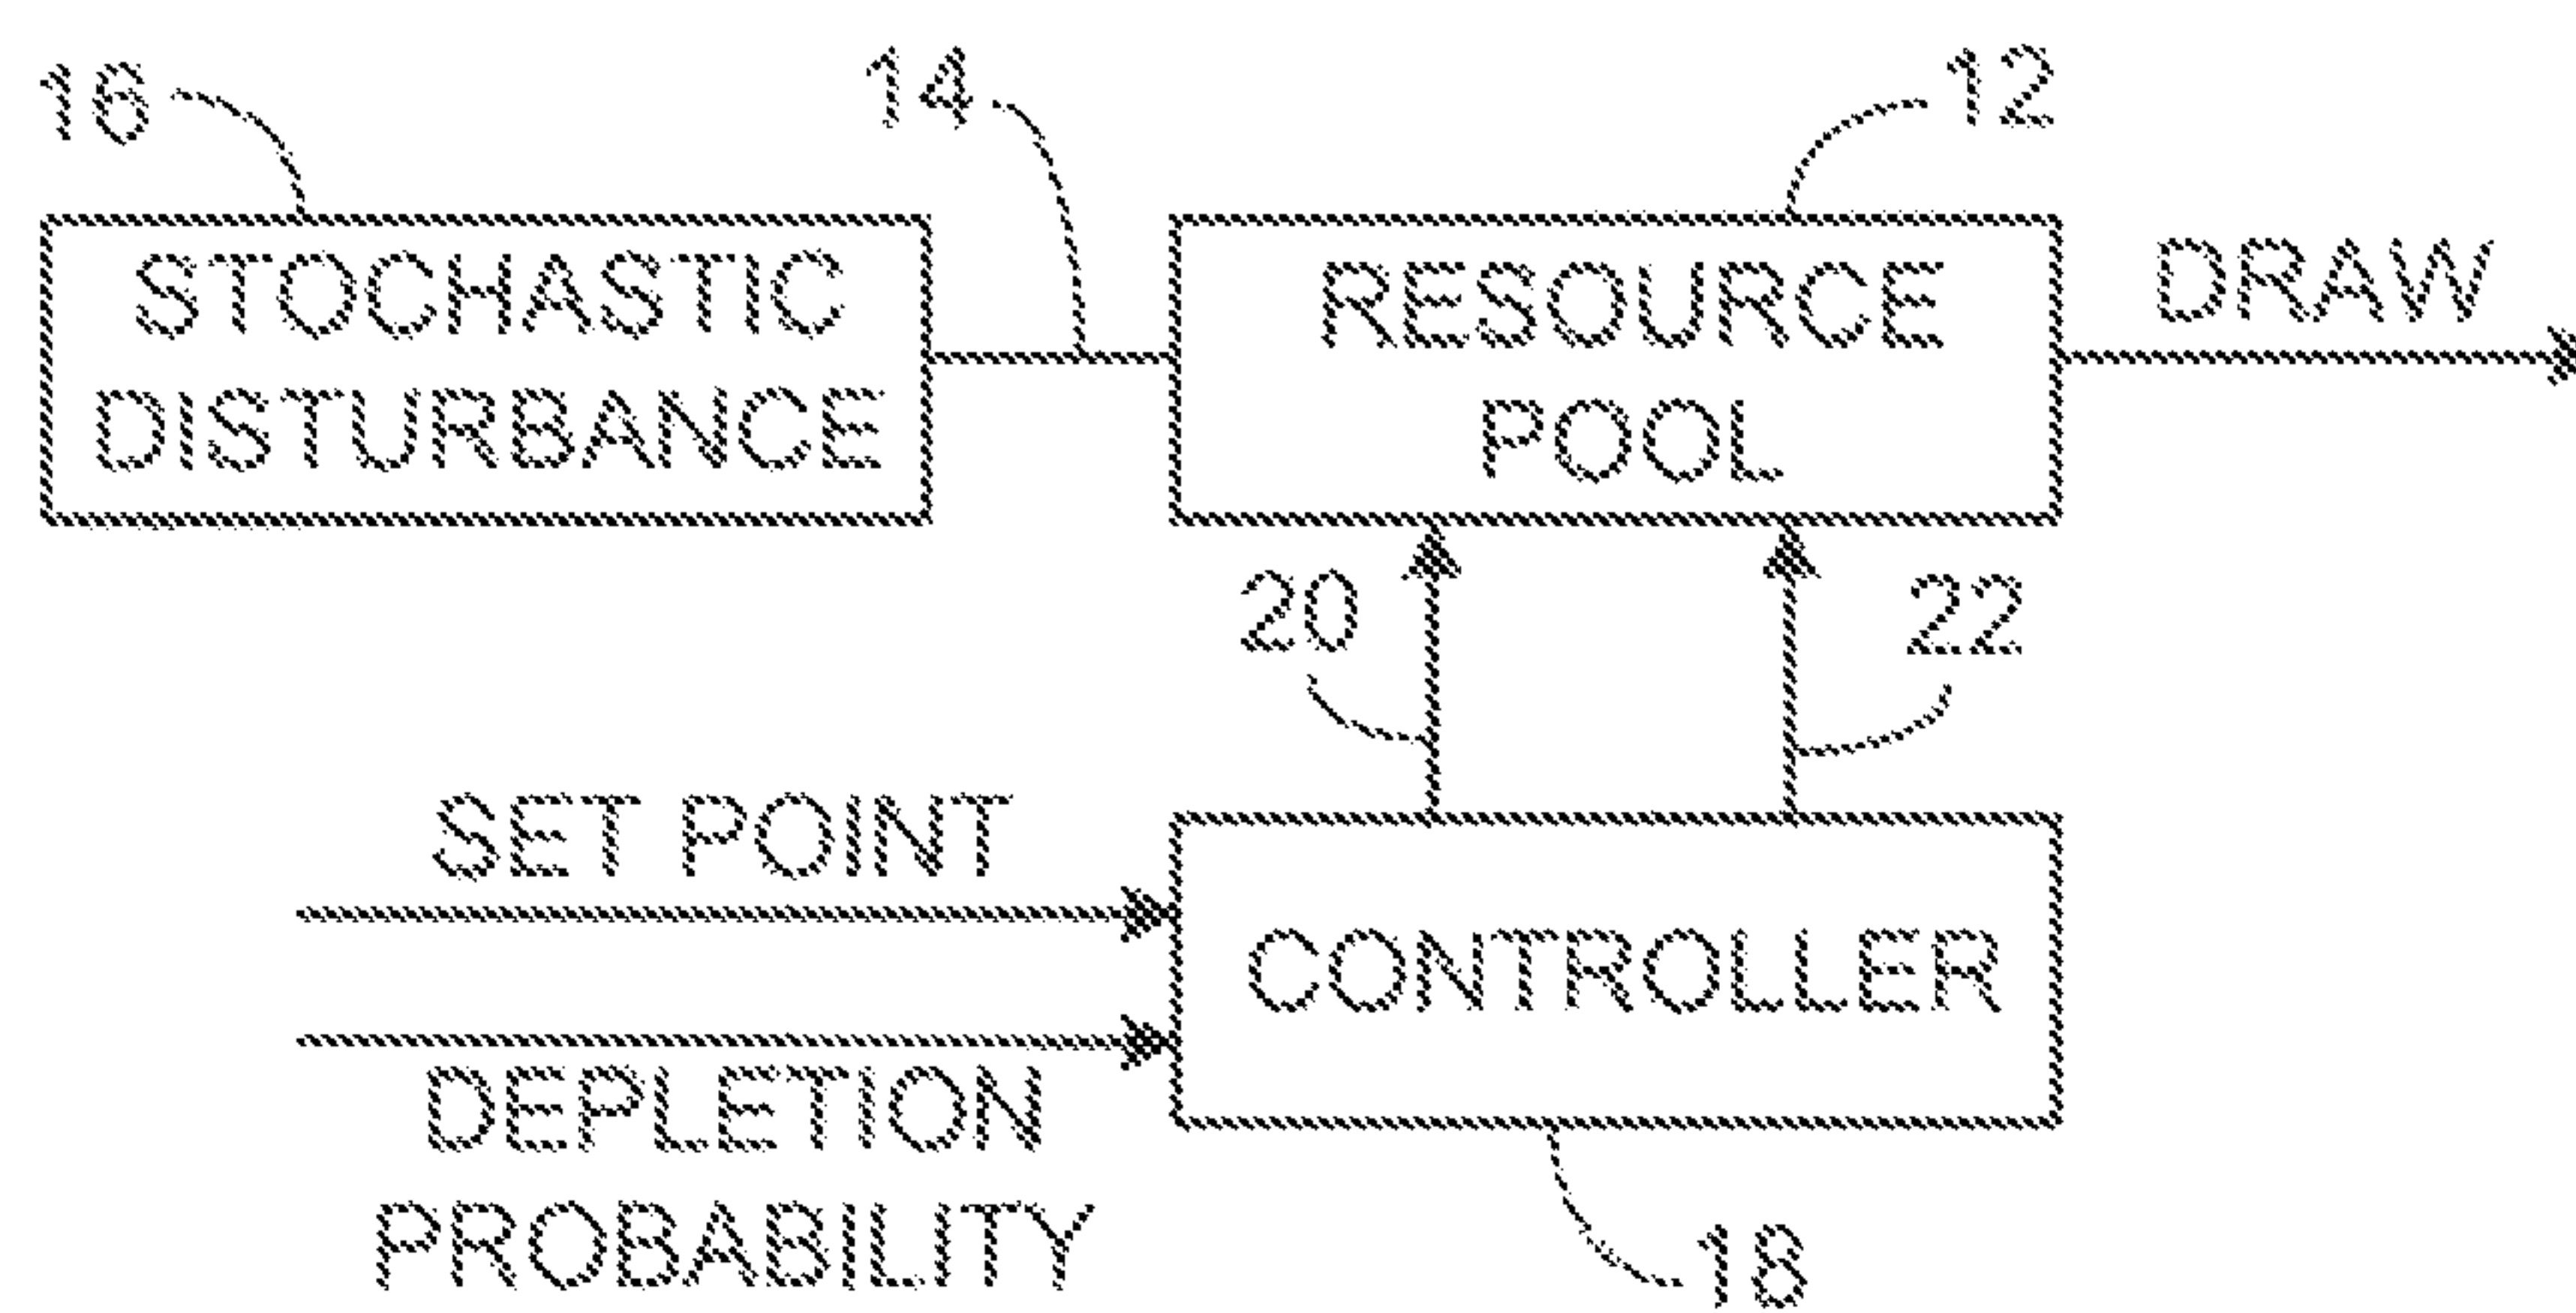 16
14
12
STOCHASTIC
DISTURBANCE
RESOURCE
POOL
DRAW
20
22
SET POINT
CONTROLLER
DEPLETION
PROBABILITY
18